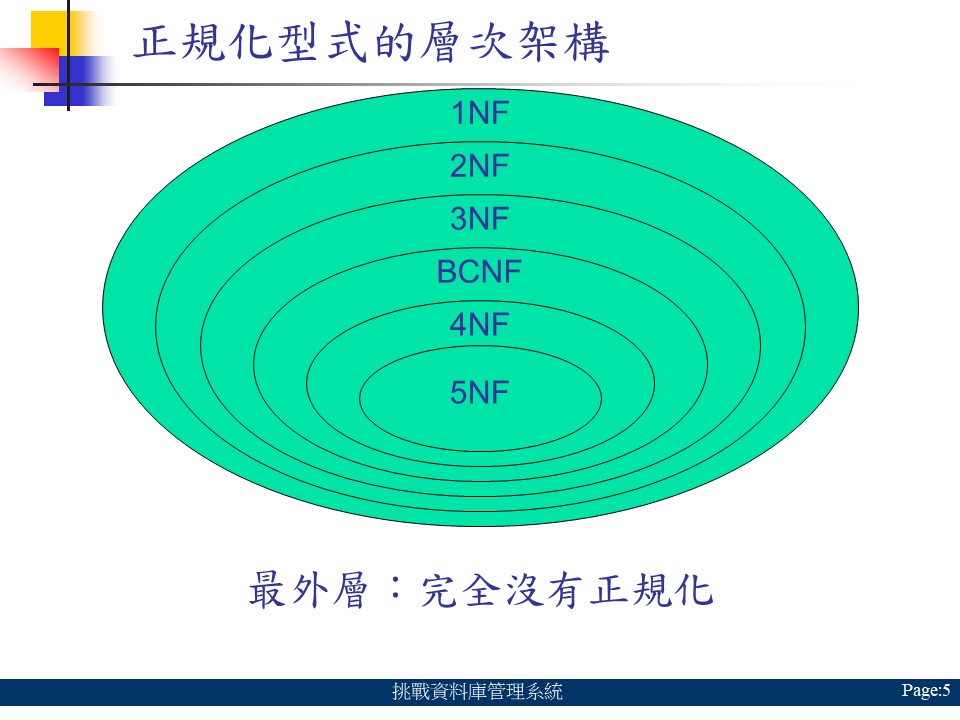 正規化型式的層次架構
1NF
2NF
3NF
BCNF
4NF
5NF
最外層：完全沒有正規化
挑戰資料庫管理系統
Page:5